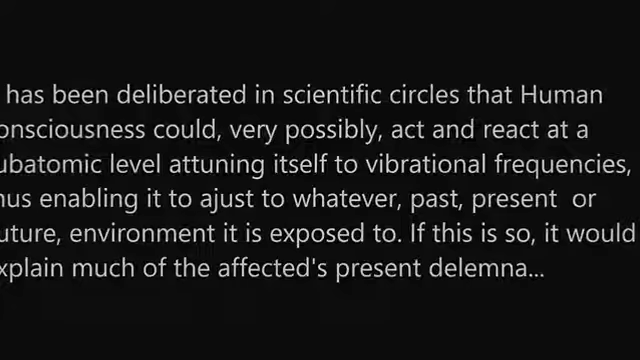 has been deliberated in scientific circles that Human
onsciousness could, very possibly, act and react at a
ubatomic level attuning itself to vibrational frequencies,
hus enabling it to ajust to whatever, past, present or
uture, environment it is exposed to. If this is so, it would
xplain much of the affected's present delemna...